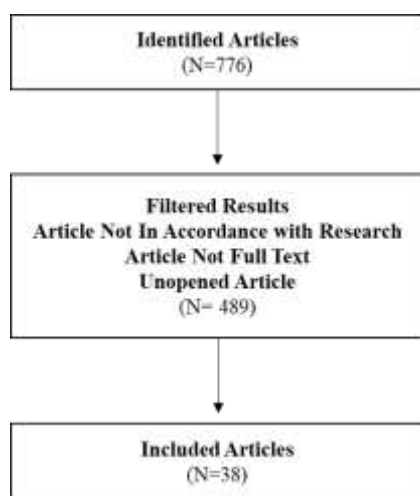 Identified Articles
(N=776)
Filtered Results
Article Not In Accordance with Research
Article Not Full Text
Unopened Article
(N= 489)
Included Articles
(N=38)